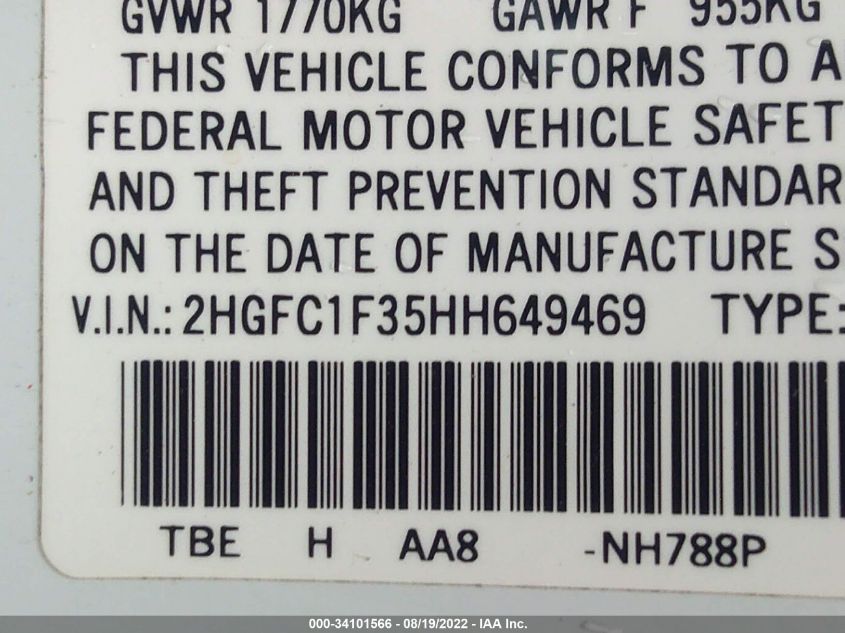 GVWR 1770KG GAWR F 955KG
THIS VEHICLE CONFORMS TO A
FEDERAL MOTOR VEHICLE SAFET
AND THEFT PREVENTION STANDAR
ON THE DATE OF MANUFACTURE S
V.I.N.: 2HGFC1F35HH649469 TYPE:
TBE H AA8 -NH788P
000-34101566 - 08/19/2022 - IAA Inc.